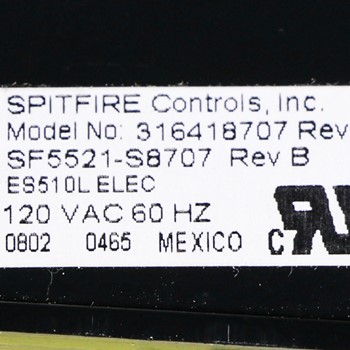 SPITFIRE Controls, Inc.
Model No: 316418707 Rev
SF5521-S8707 Rev B
ES510L ELEC
120 VAC 60 HZ
0802 0465 MEXICO C